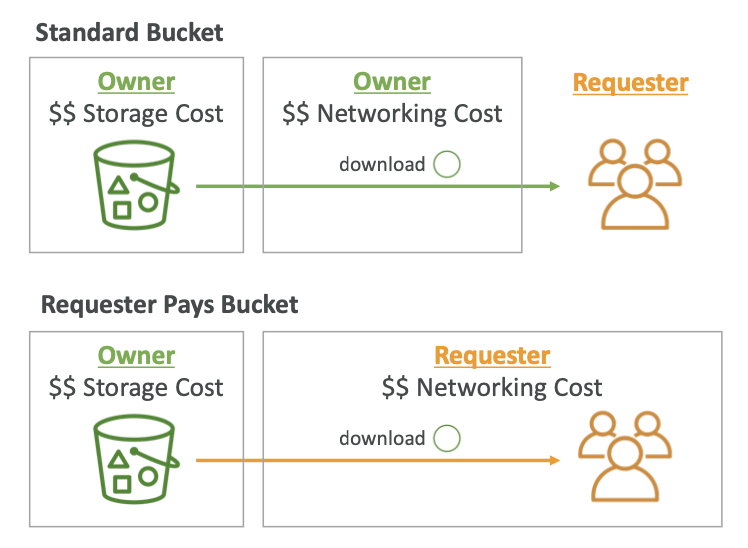 Standard Bucket
Owner
$$ Storage Cost
Owner
$$ Networking Cost
download
Requester
Requester Pays Bucket
Owner
$$ Storage Cost
Requester
$$ Networking Cost
download